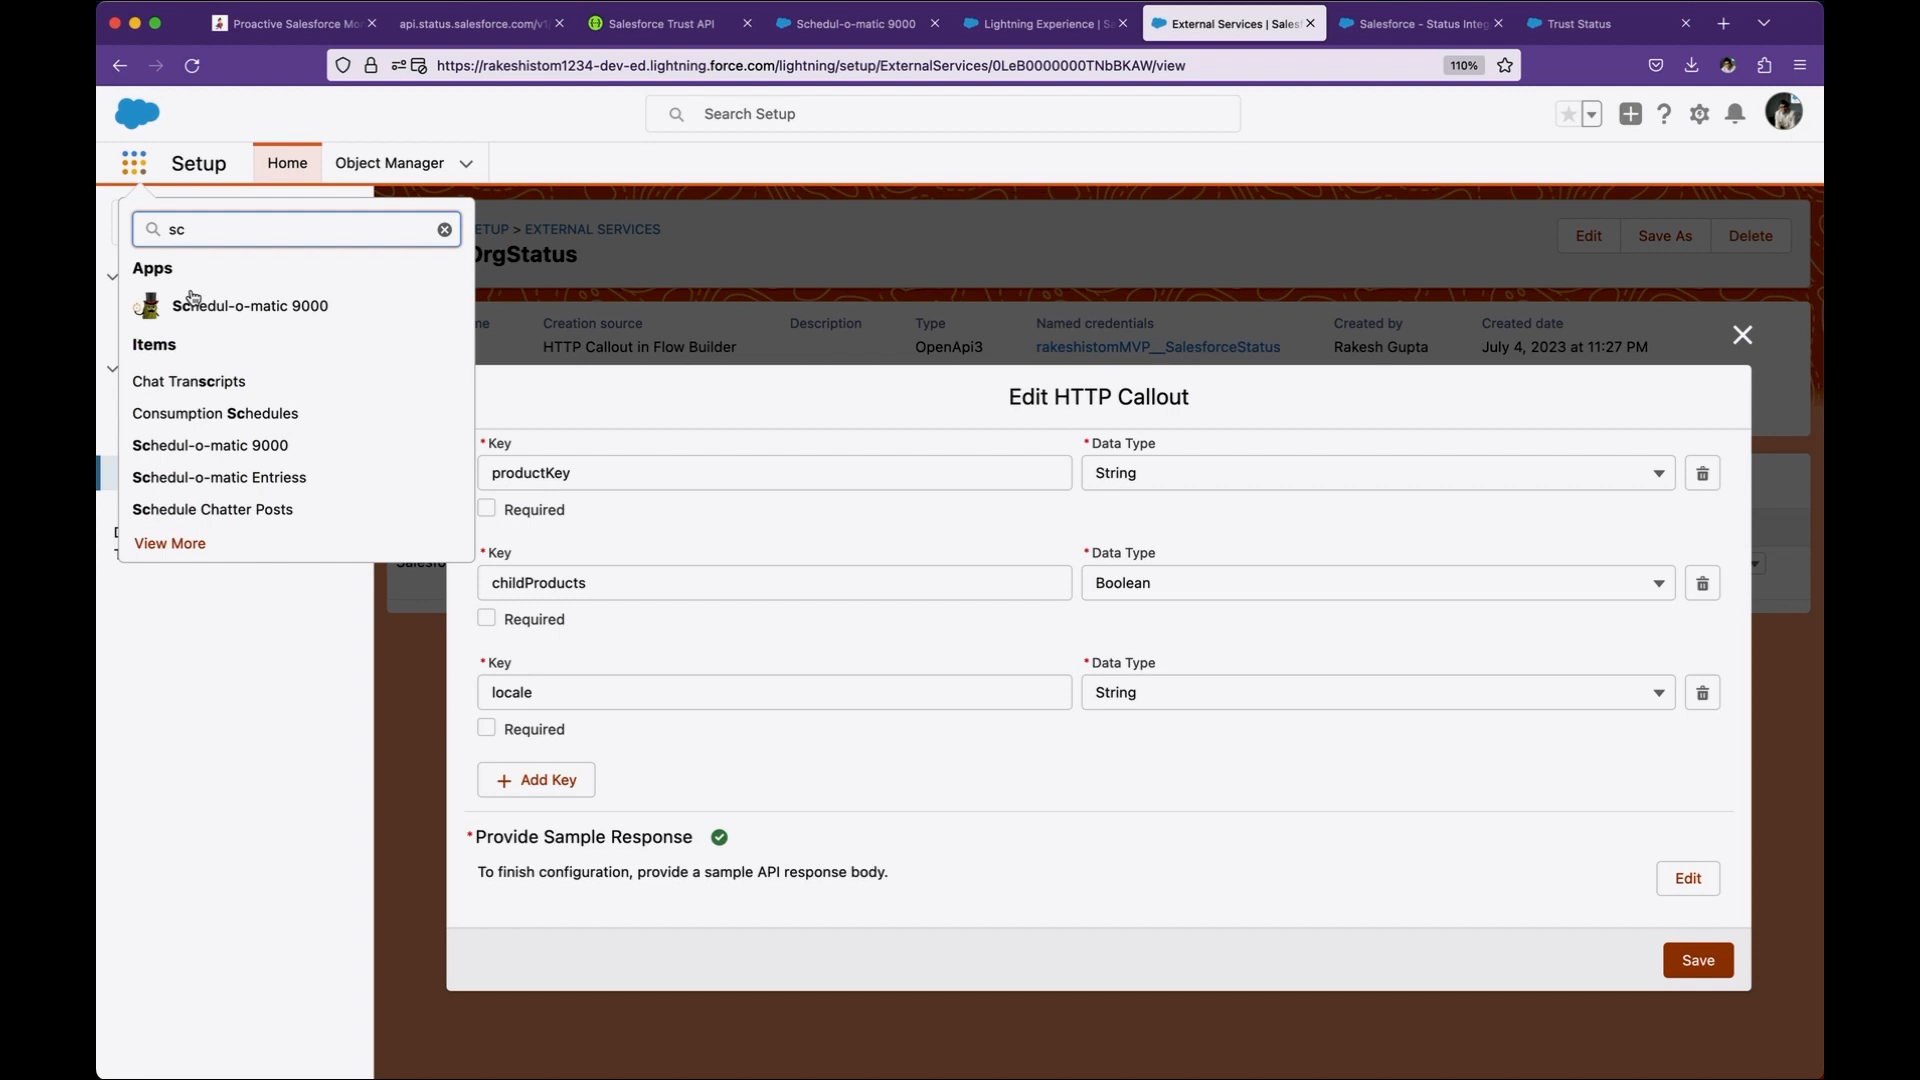 Proactive Salesforce Mo
api.status.salesforce.com/v1
Salesforce Trust API
Schedul-o-matic 9000
Lightning Experience | Sa
External Services | Sales
Salesforce - Status Integ
Trust Status
https://rakeshistom1234-dev-ed.lightning.force.com/lightning/setup/ExternalServices/0LeB0000000TNbBKAW/view
110%
Search Setup
Setup
Home
Object Manager
sc
Apps
Schedul-o-matic 9000
Items
Chat Transcripts
Consumption Schedules
Schedul-o-matic 9000
Schedul-o-matic Entriess
Schedule Chatter Posts
View More
ETUP > EXTERNAL SERVICES
OrgStatus
Edit
Save As
Delete
me
Description
Creation source
HTTP Callout in Flow Builder
Type
OpenApi3
Named credentials
rakeshistomMVP__SalesforceStatus
Created by
Rakesh Gupta
Created date
July 4, 2023 at 11:27 PM
Edit HTTP Callout
* Key
productKey
* Data Type
String
Required
* Key
childProducts
* Data Type
Boolean
Required
* Key
locale
* Data Type
String
Required
+ Add Key
* Provide Sample Response
To finish configuration, provide a sample API response body.
Edit
Save